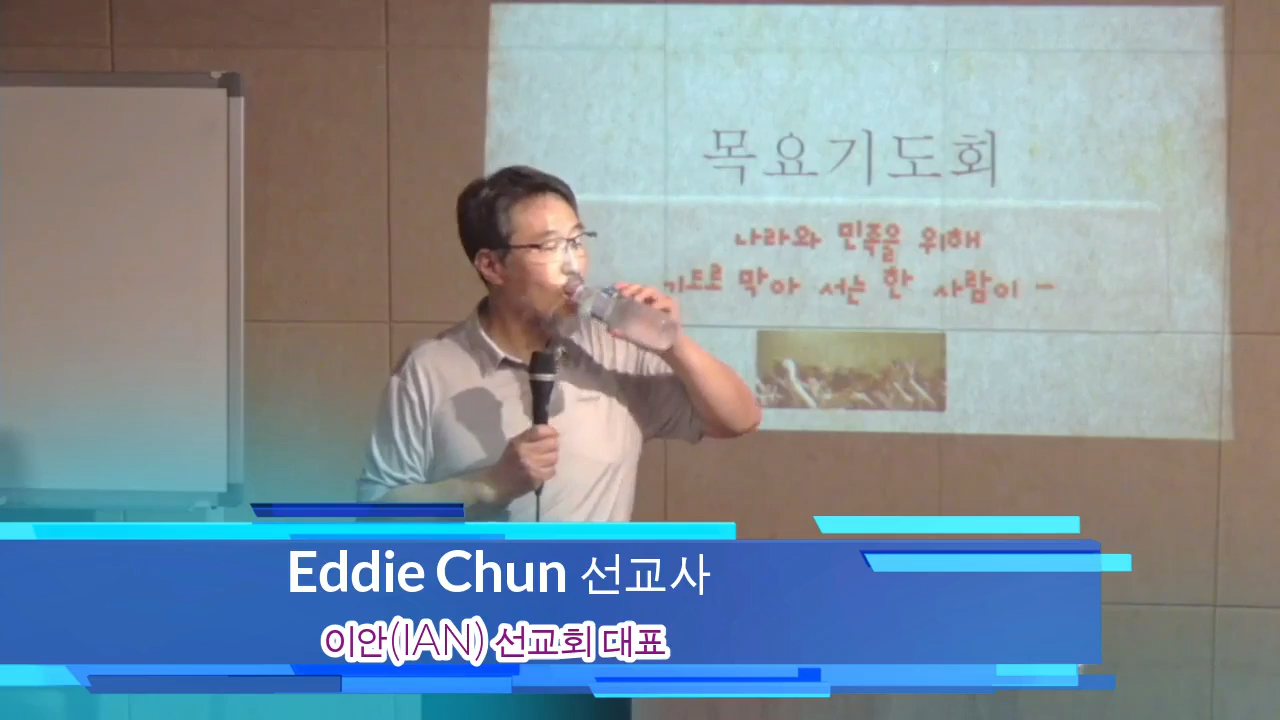 목요기도회
나라와 민족을 위해
기도로 막아 서는 한 사람이 -
Eddie Chun 선교사
이안(IAN) 선교회 대표